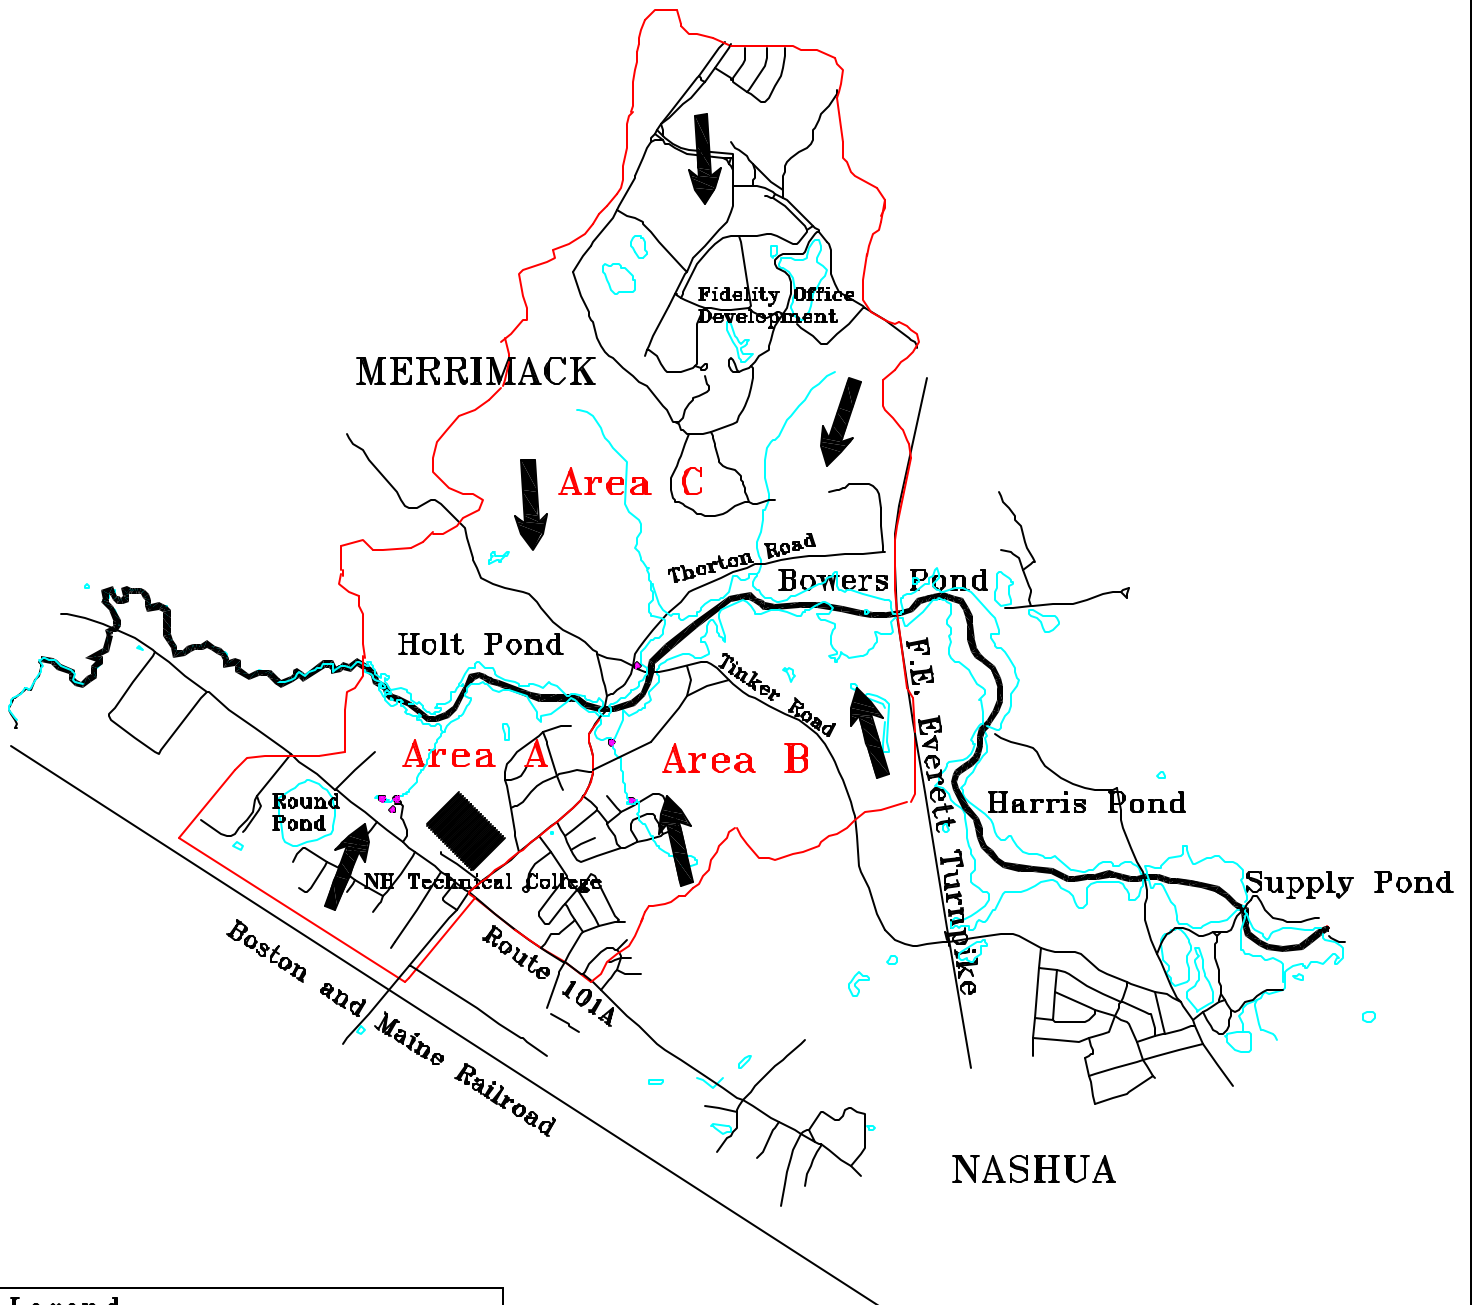 Fidelity Office
Development
MERRIMACK
Area C
Thorton Road
Bowers Pond
Holt Pond
Tinker Road
F.E. Everett Turnpike
Area A
Area B
Round
Pond
Harris Pond
NH Technical College
Supply Pond
Route 101A
Boston and Maine Railroad
NASHUA
Legend